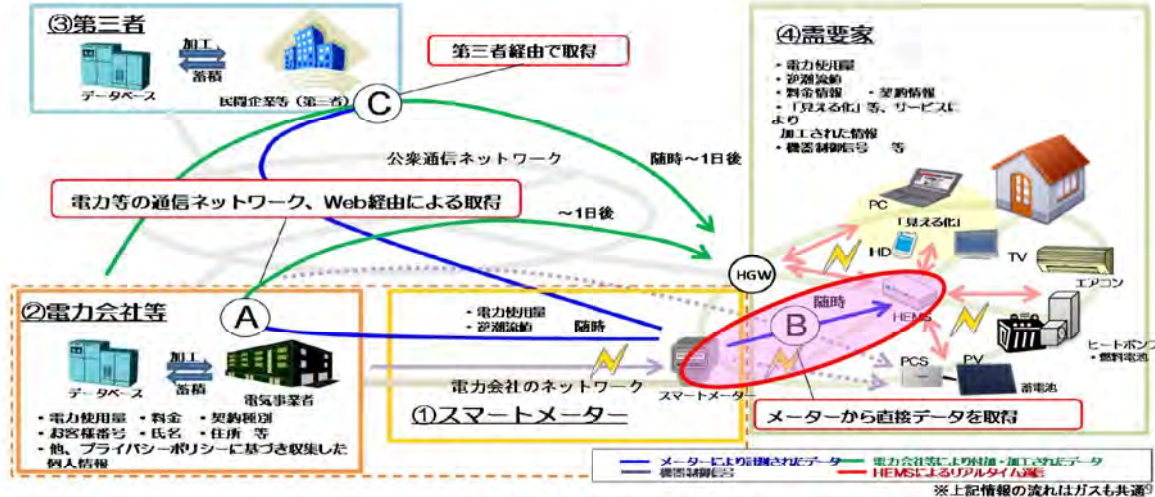 ③第三者
加工
蓄積
データベース
民間企業等（第三者）
第三者経由で取得
C
公衆通信ネットワーク
随時～1日後
電力等の通信ネットワーク、Web経由による取得
～1日後
④需要家
・電力使用量
・逆潮流値
・料金情報　・契約情報
・「見える化」等、サービスに
より
加工された情報
・機器制御信号　等
PC
「見える化」
HD
TV
エアコン
HGW
随時
B
HEMS
ヒートポンプ
・燃料電池
PCS
PV
蓄電池
②電力会社等
A
加工
蓄積
データベース
電気事業者
・電力使用量　・料金　・契約種別
・お客様番号　・氏名　・住所　等
・他、プライバシーポリシーに基づき収集した
個人情報
・電力使用量
・逆潮流値　随時
電力会社のネットワーク
スマートメーター
①スマートメーター
メーターから直接データを取得
メーターにより計測されたデータ
電力会社等により付加・加工されたデータ
機器制御信号
HEMSによるリアルタイム通信
※上記情報の流れはガスも共通
9